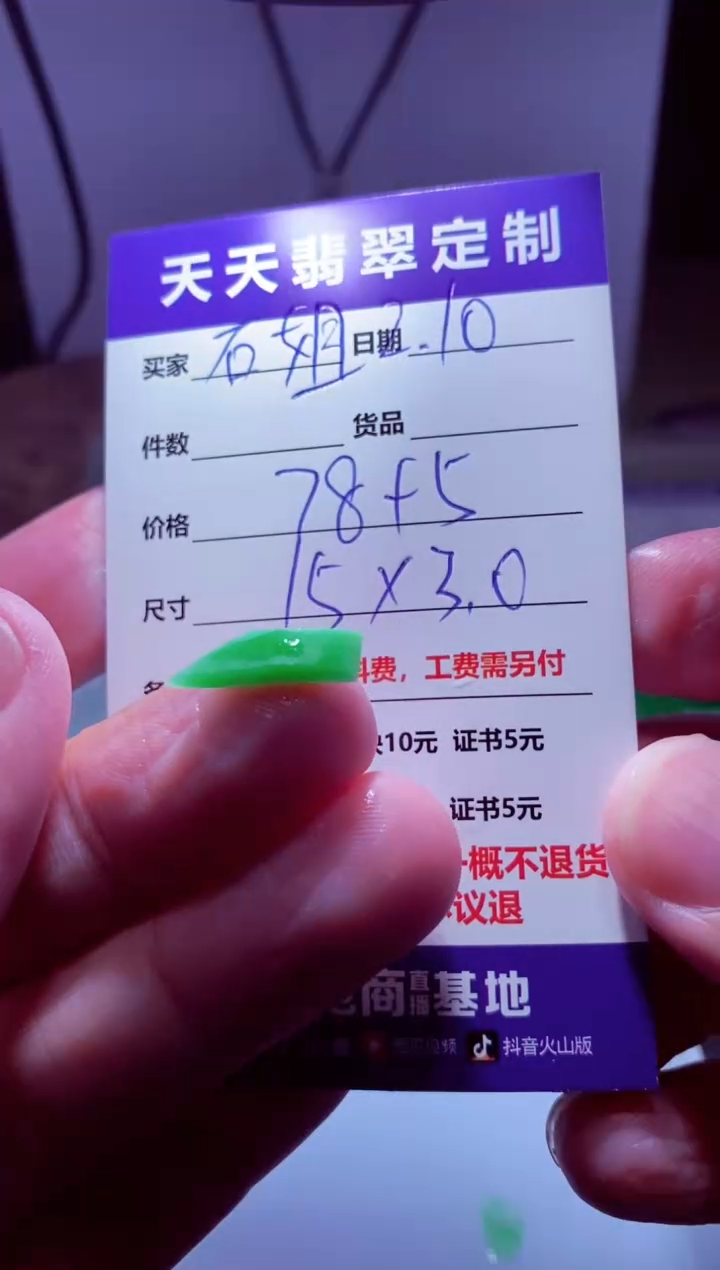 天天翡翠定制
买家 石姐 日期 2.10
件数 货品
价格 78+5
尺寸 15×3.0
料费，工费需另付
10元 证书5元
证书5元
一概不退货
议退
电商直播基地
抖音火山版